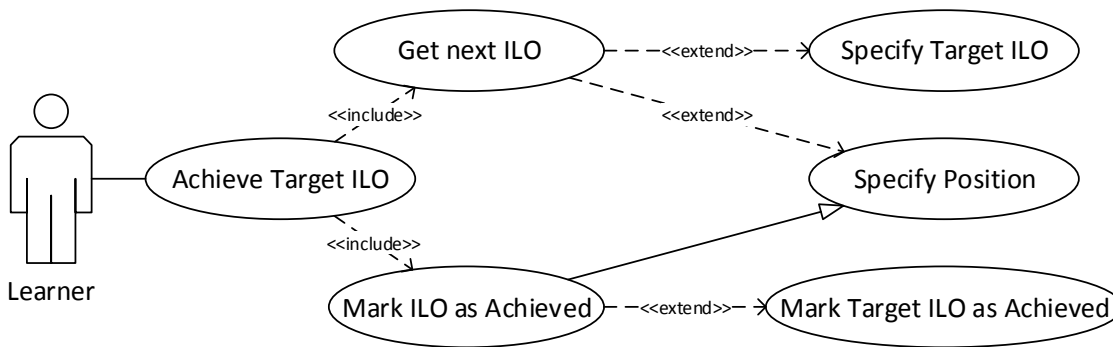 Get next ILO
<<extend>>
Specify Target ILO
<<include>>
<<extend>>
Achieve Target ILO
Specify Position
<<include>>
Learner
Mark ILO as Achieved
<<extend>>
Mark Target ILO as Achieved